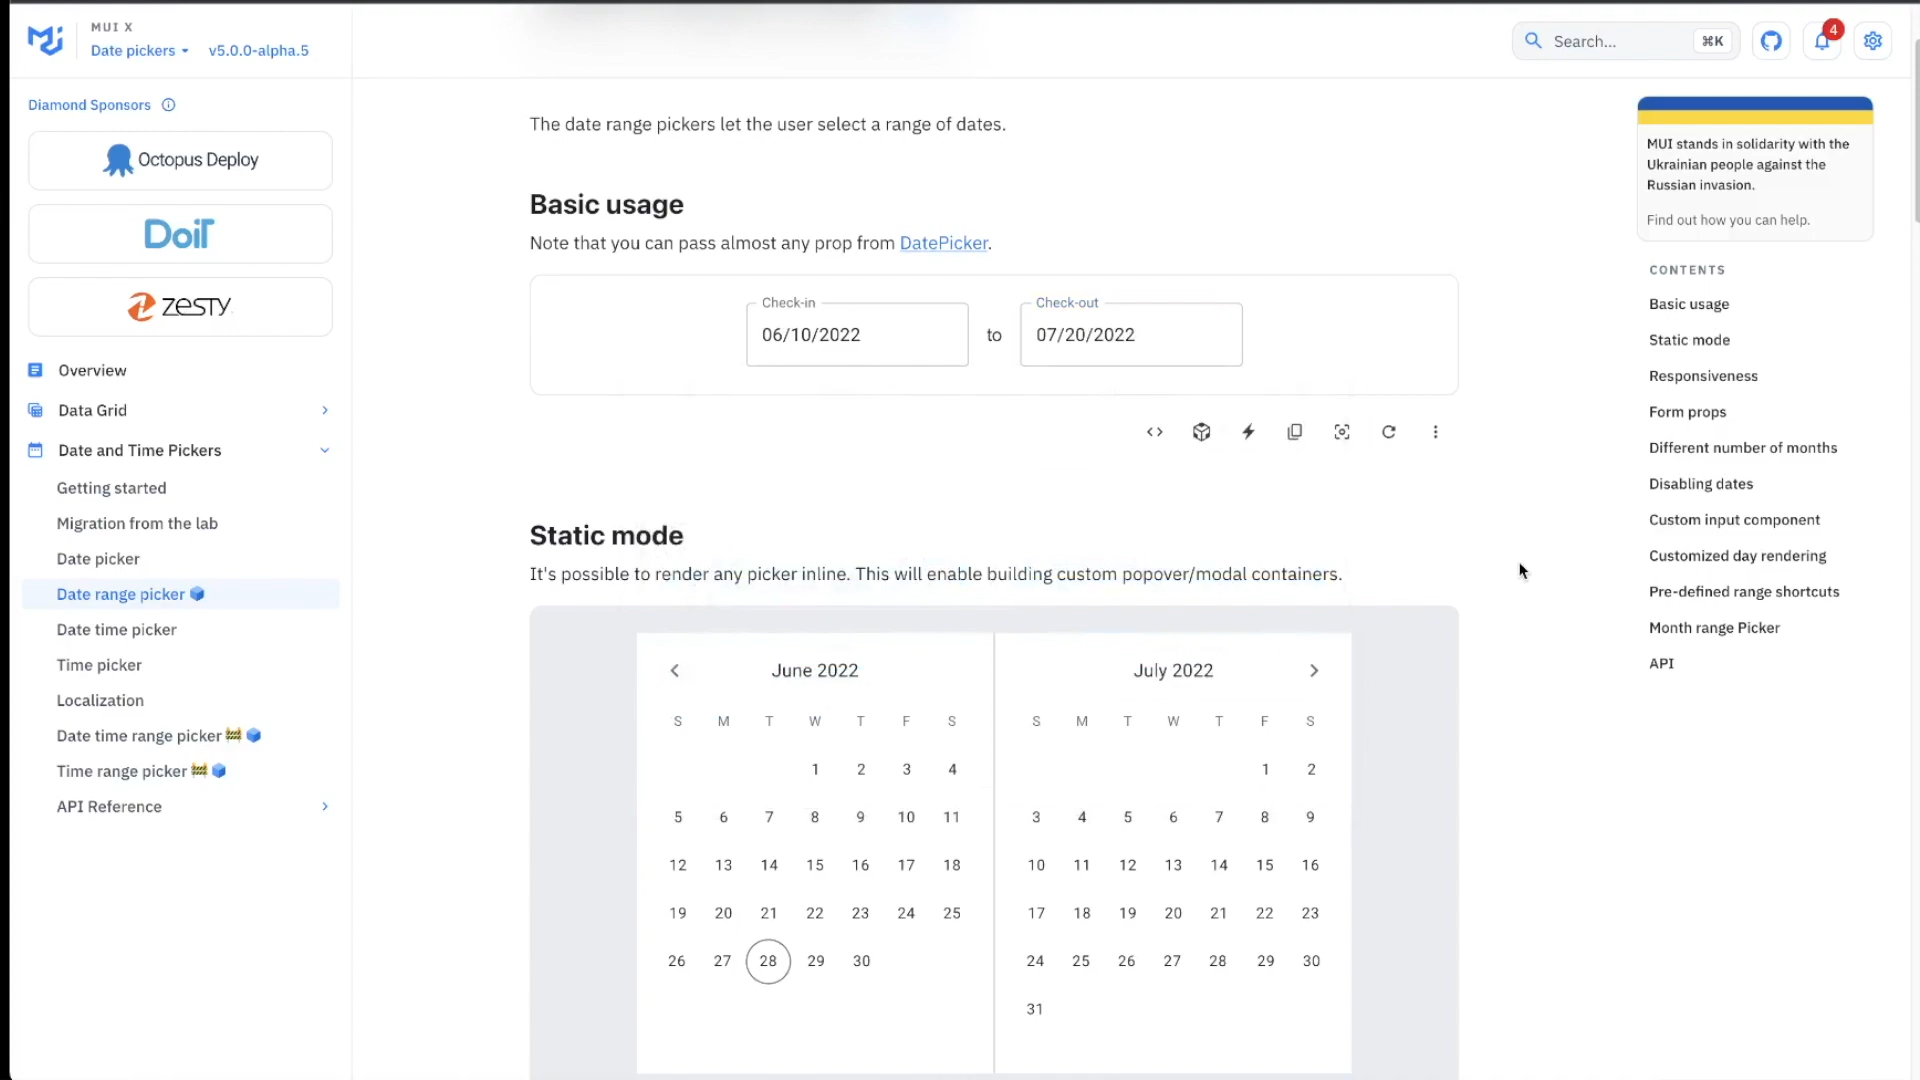 MUI X
Date pickers
v5.0.0-alpha.5
Search...
⌘K
4
Diamond Sponsors
Octopus Deploy
DoiT
ZESTY
Overview
Data Grid
Date and Time Pickers
Getting started
Migration from the lab
Date picker
Date range picker
Date time picker
Time picker
Localization
Date time range picker
Time range picker
API Reference
The date range pickers let the user select a range of dates.
Basic usage
Note that you can pass almost any prop from DatePicker.
Check-in
06/10/2022
to
Check-out
07/20/2022
Static mode
It's possible to render any picker inline. This will enable building custom popover/modal containers.
June 2022
S M T W T F S
1 2 3 4
5 6 7 8 9 10 11
12 13 14 15 16 17 18
19 20 21 22 23 24 25
26 27 28 29 30
July 2022
S M T W T F S
1 2
3 4 5 6 7 8 9
10 11 12 13 14 15 16
17 18 19 20 21 22 23
24 25 26 27 28 29 30
31
MUI stands in solidarity with the
Ukrainian people against the
Russian invasion.
Find out how you can help.
CONTENTS
Basic usage
Static mode
Responsiveness
Form props
Different number of months
Disabling dates
Custom input component
Customized day rendering
Pre-defined range shortcuts
Month range Picker
API